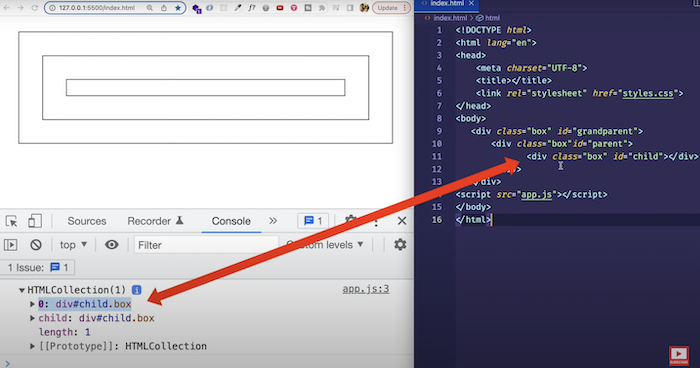 127.0.0.1:5500/index.html
Update
Sources
Recorder
Console
»
1
top
Filter
Custom levels
1 Issue:
1
HTMLCollection(1)
app.js:3
0: div#child.box
child: div#child.box
length: 1
[[Prototype]]: HTMLCollection
index.html
index.html > html
1 <!DOCTYPE html>
2 <html lang="en">
3 <head>
4 <meta charset="UTF-8">
5 <title></title>
6 <link rel="stylesheet" href="styles.css">
7 </head>
8 <body>
9 <div class="box" id="grandparent">
10 <div class="box"id="parent">
11 <div class="box" id="child"></div>
12
13 </div>
14 <script src="app.js"></script>
15 </body>
16 </html>
SUBSCRIBE